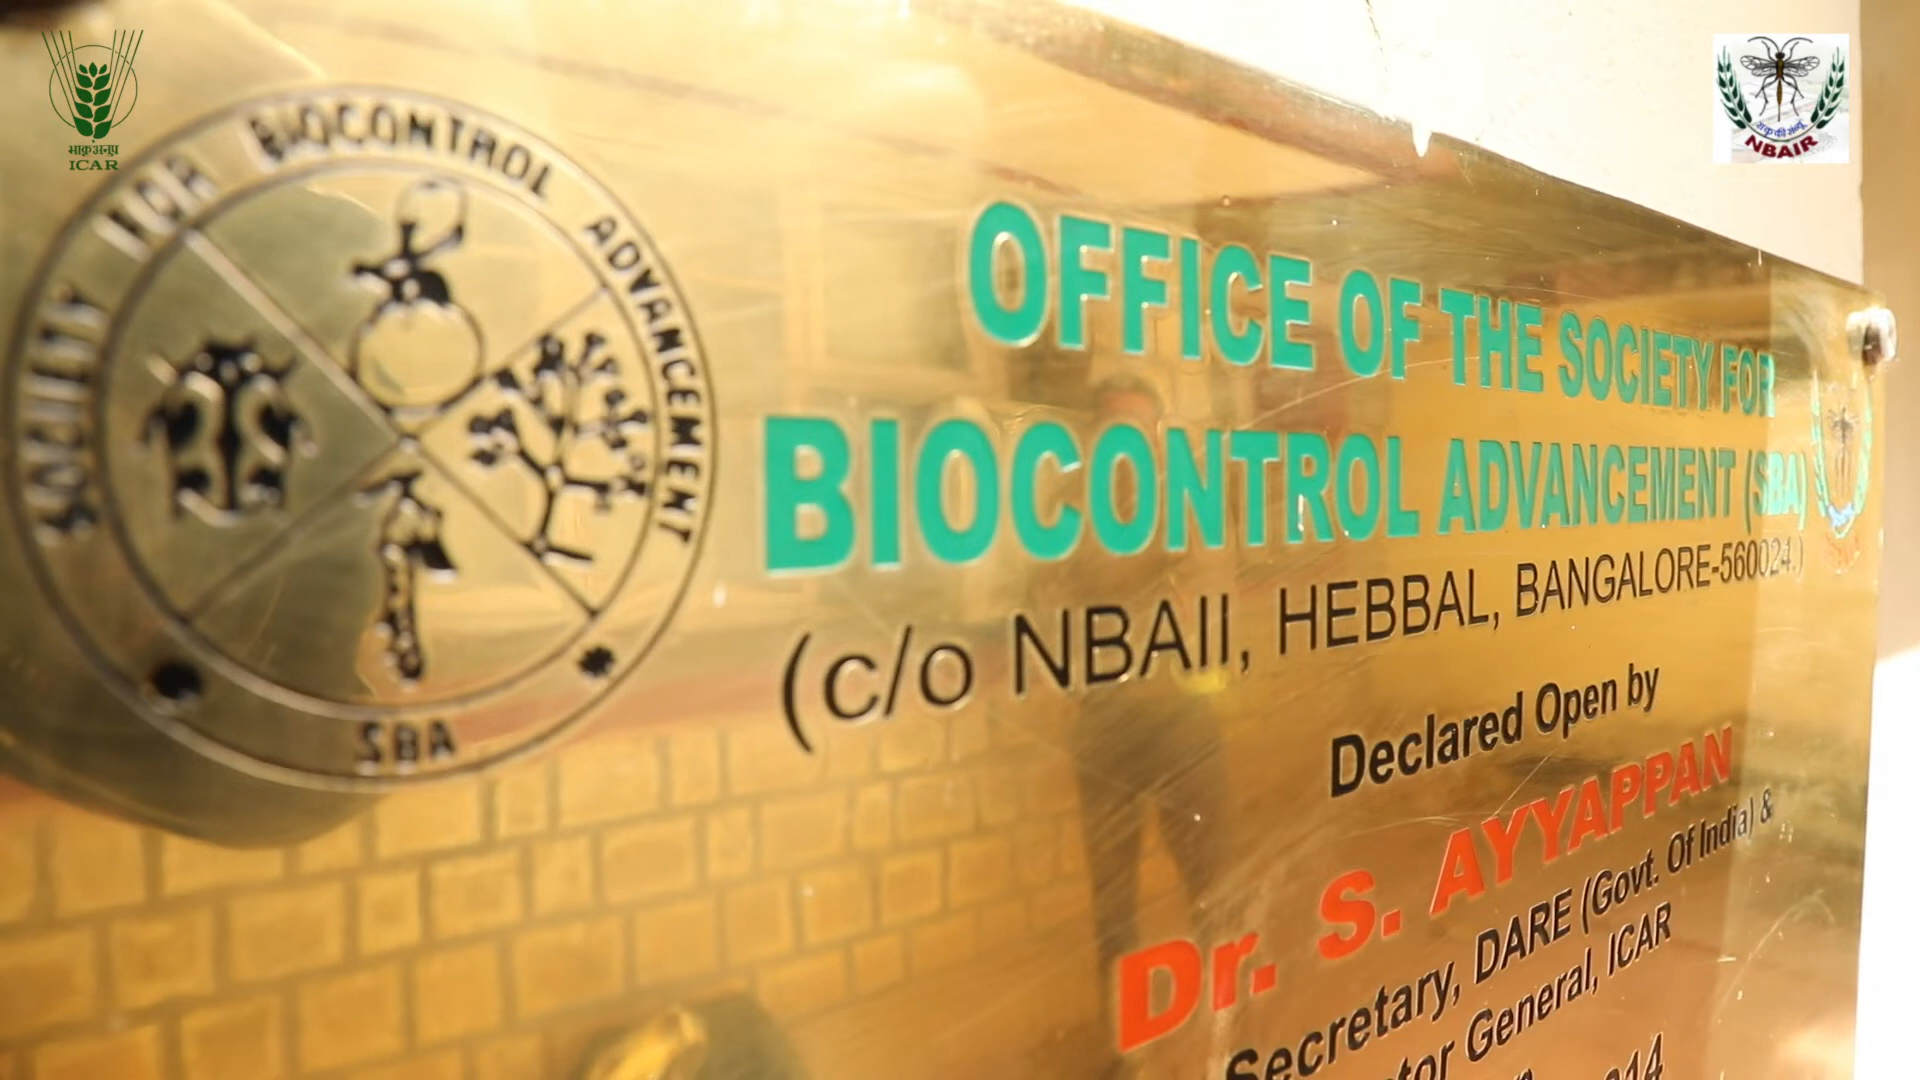 भाकृअनुप
ICAR
NBAIR
SOCIETY FOR BIOCONTROL ADVANCEMENT
SBA
OFFICE OF THE SOCIETY FOR
BIOCONTROL ADVANCEMENT (SBA)
(c/o NBAII, HEBBAL, BANGALORE-560024.)
Declared Open by
Dr. S. AYYAPPAN
Secretary, DARE (Govt. Of India) &
General, ICAR